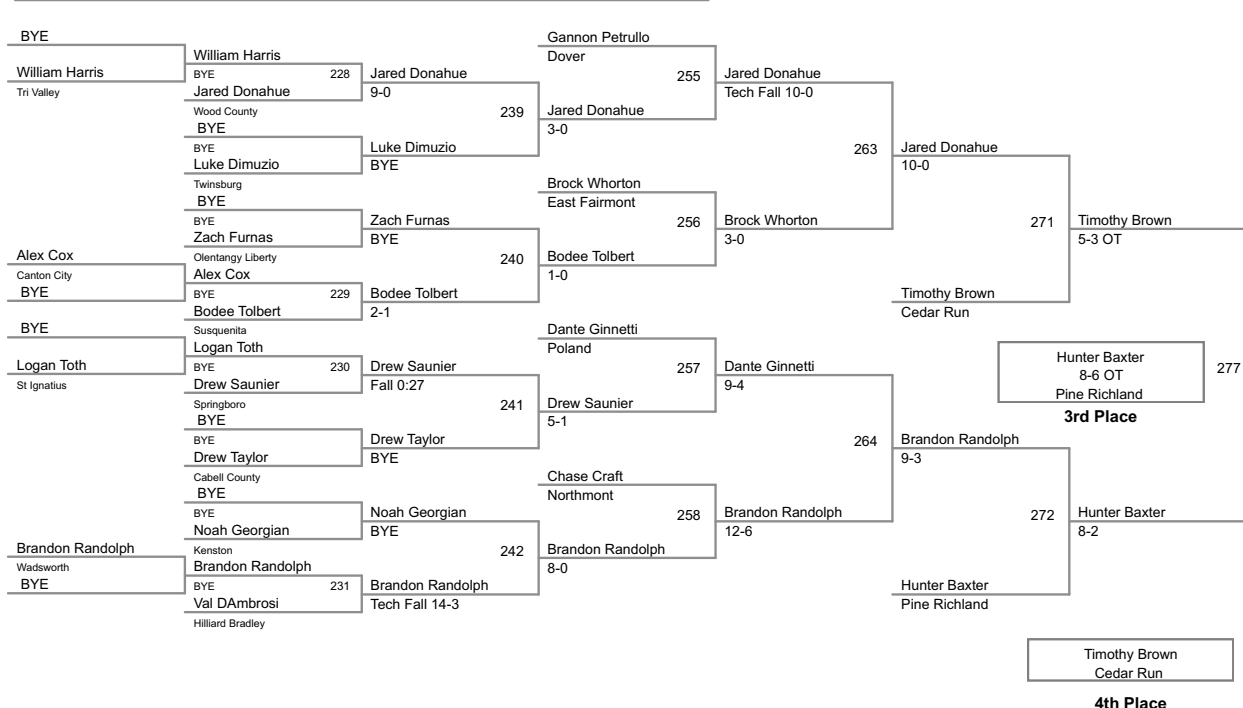 BYE
William Harris
Tri Valley
Alex Cox
Canton City
BYE
BYE
Logan Toth
St Ignatius
Brandon Randolph
Wadsworth
BYE
William Harris
BYE 228
Jared Donahue
Wood County
BYE
BYE
Luke Dimuzio
Twinsburg
BYE
BYE
Zach Furnas
Olentangy Liberty
Alex Cox
BYE 229
Bodee Tolbert
Susquenita
Logan Toth
BYE 230
Drew Saunier
Springboro
BYE
BYE
Drew Taylor
Cabell County
BYE
BYE
Noah Georgian
Kenston
Brandon Randolph
BYE 231
Val DAmbrosi
Hilliard Bradley
Jared Donahue
9-0
239
Luke Dimuzio
BYE
Zach Furnas
BYE
240
Bodee Tolbert
2-1
Drew Saunier
Fall 0:27
241
Drew Taylor
BYE
Noah Georgian
BYE
242
Brandon Randolph
Tech Fall 14-3
Gannon Petrullo
Dover
255
Jared Donahue
3-0
Brock Whorton
East Fairmont
256
Bodee Tolbert
1-0
Dante Ginnetti
Poland
257
Drew Saunier
5-1
Chase Craft
Northmont
258
Brandon Randolph
8-0
Jared Donahue
Tech Fall 10-0
263
Brock Whorton
3-0
Dante Ginnetti
9-4
264
Brandon Randolph
12-6
Jared Donahue
10-0
271
Timothy Brown
Cedar Run
Brandon Randolph
9-3
272
Hunter Baxter
Pine Richland
Timothy Brown
5-3 OT
Hunter Baxter
8-6 OT
Pine Richland
277
3rd Place
Hunter Baxter
8-2
Timothy Brown
Cedar Run
4th Place